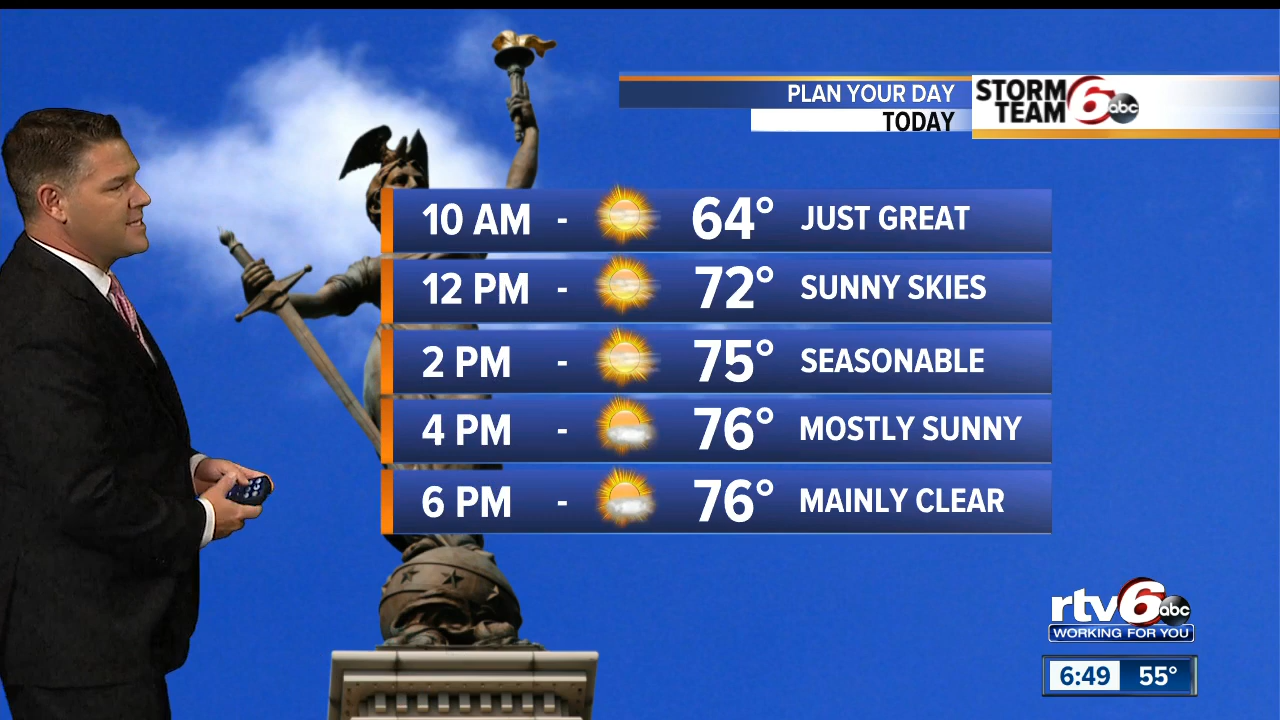 PLAN YOUR DAY
TODAY
STORM
TEAM 6 abc
10 AM - 64° JUST GREAT
12 PM - 72° SUNNY SKIES
2 PM - 75° SEASONABLE
4 PM - 76° MOSTLY SUNNY
6 PM - 76° MAINLY CLEAR
rtv6 abc
WORKING FOR YOU
6:49 55°